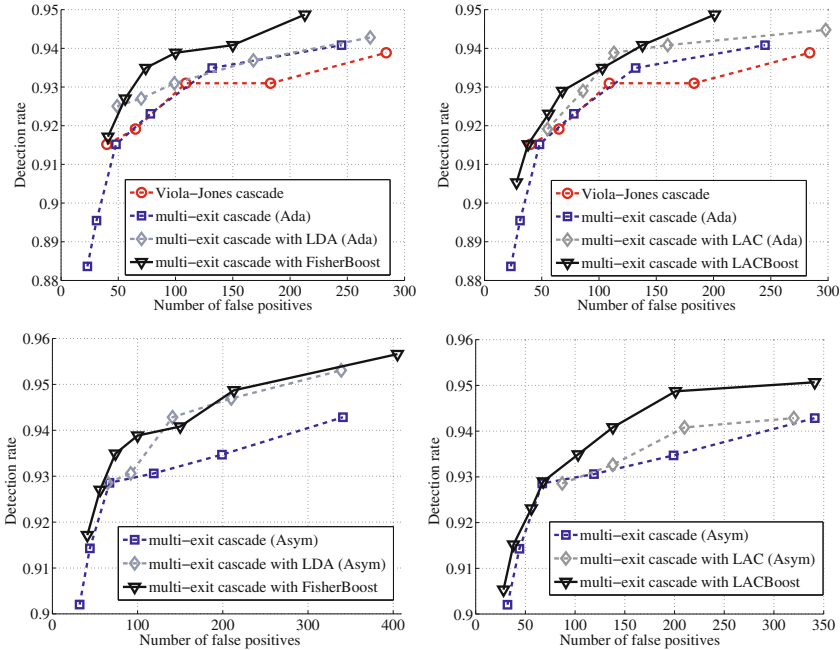 0.95
0.94
0.93
0.92
0.91
0.9
0.89
0.88
Detection rate
0 50 100 150 200 250 300
Number of false positives
Viola−Jones cascade
multi−exit cascade (Ada)
multi−exit cascade with LDA (Ada)
multi−exit cascade with FisherBoost
0.95
0.94
0.93
0.92
0.91
0.9
0.89
0.88
Detection rate
0 50 100 150 200 250 300
Number of false positives
Viola−Jones cascade
multi−exit cascade (Ada)
multi−exit cascade with LAC (Ada)
multi−exit cascade with LACBoost
0.96
0.95
0.94
0.93
0.92
0.91
0.9
Detection rate
0 100 200 300 400
Number of false positives
multi−exit cascade (Asym)
multi−exit cascade with LDA (Asym)
multi−exit cascade with FisherBoost
0.96
0.95
0.94
0.93
0.92
0.91
0.9
Detection rate
0 50 100 150 200 250 300 350
Number of false positives
multi−exit cascade (Asym)
multi−exit cascade with LAC (Asym)
multi−exit cascade with LACBoost